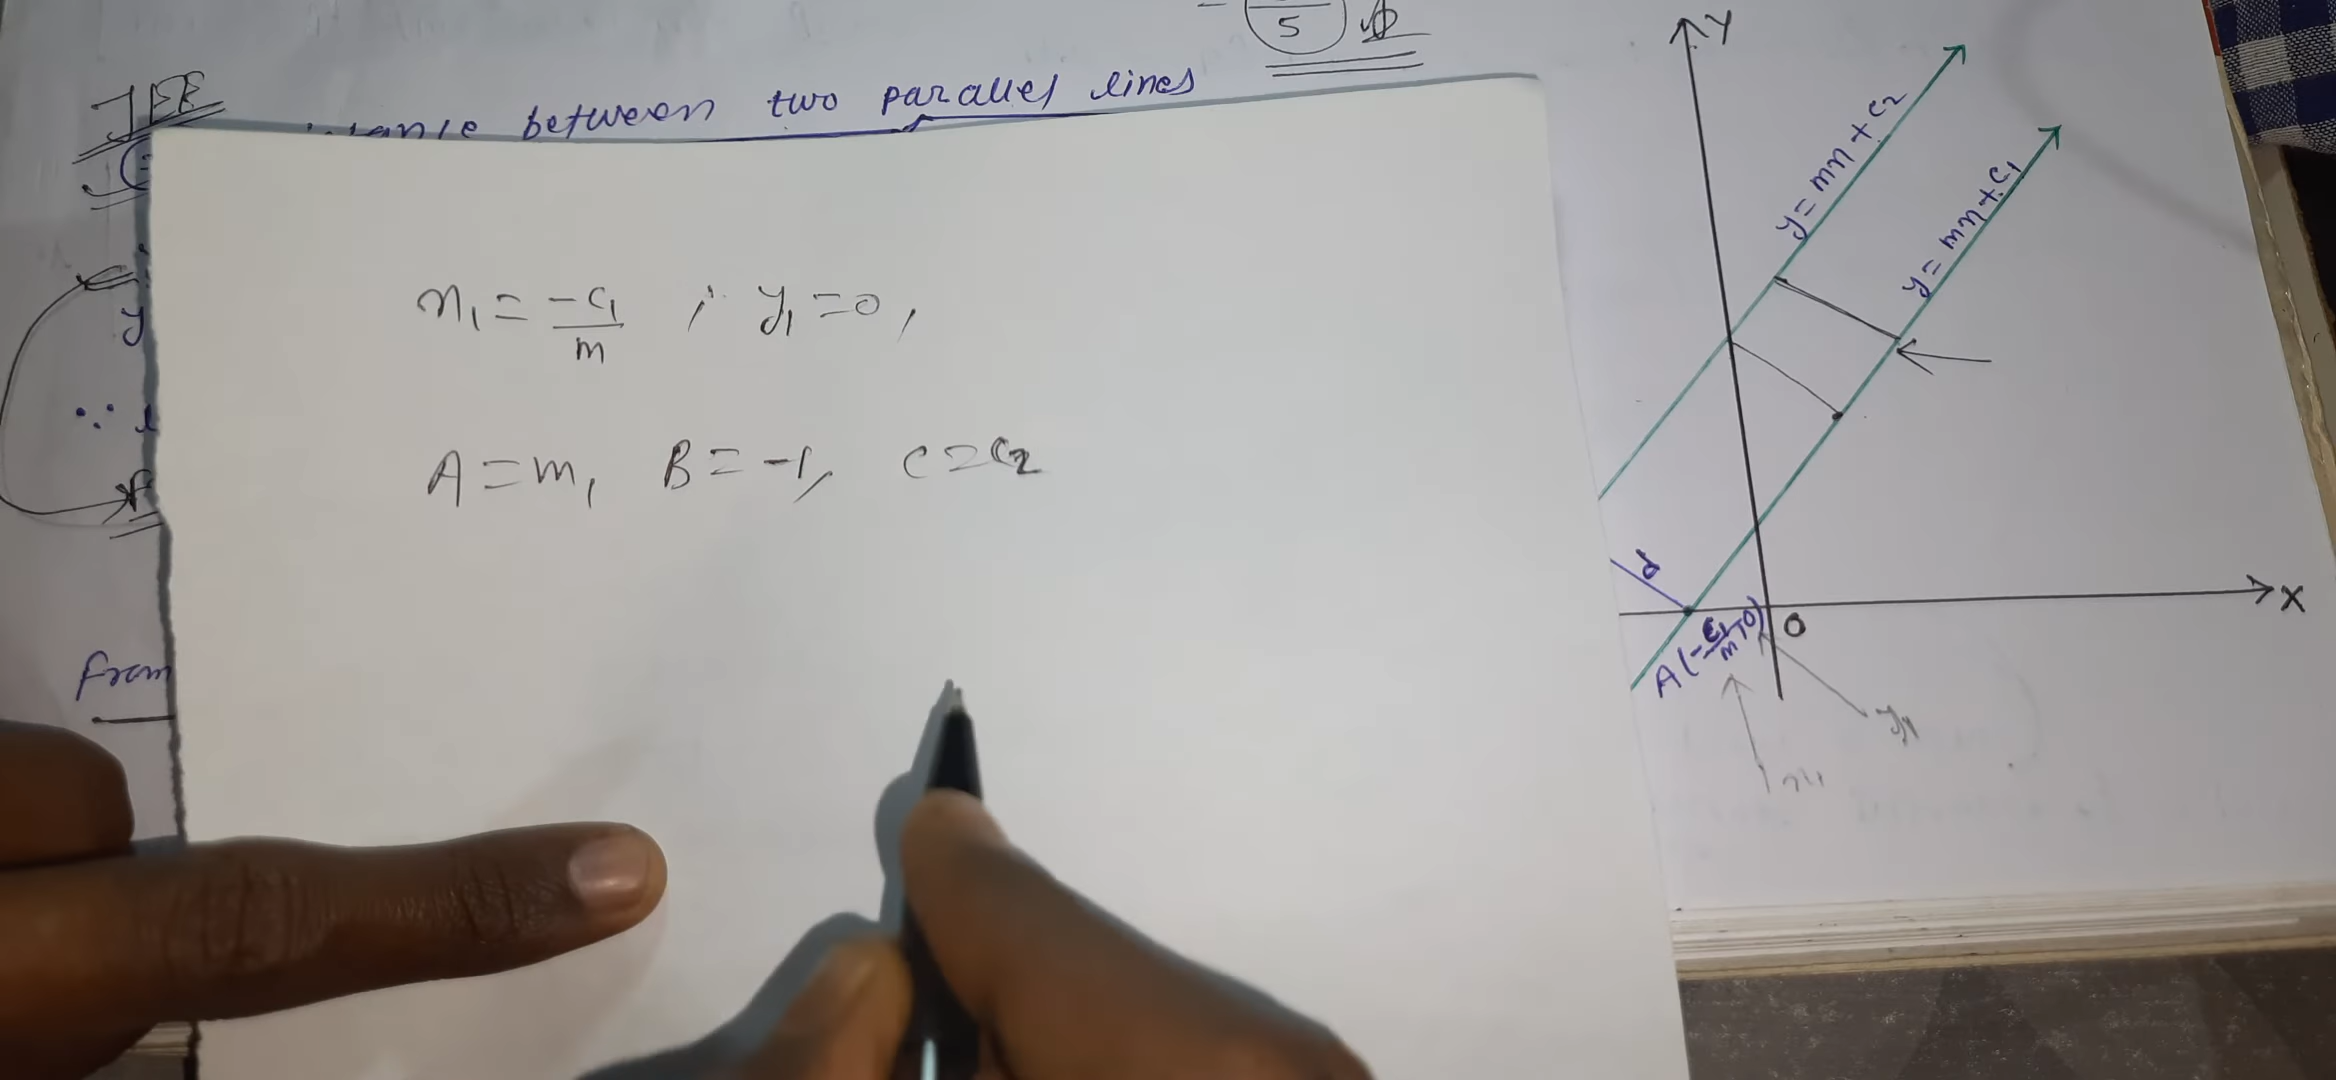 5
JEE
between two parallel lines
x₁ = -c₁/m ; y₁ = 0,
A = m, B = -1, C = c₂
from
Y
y = mx + c₂
y = mx + c₁
d
A(-c₁/m, 0)
O
X
y₁
x₁